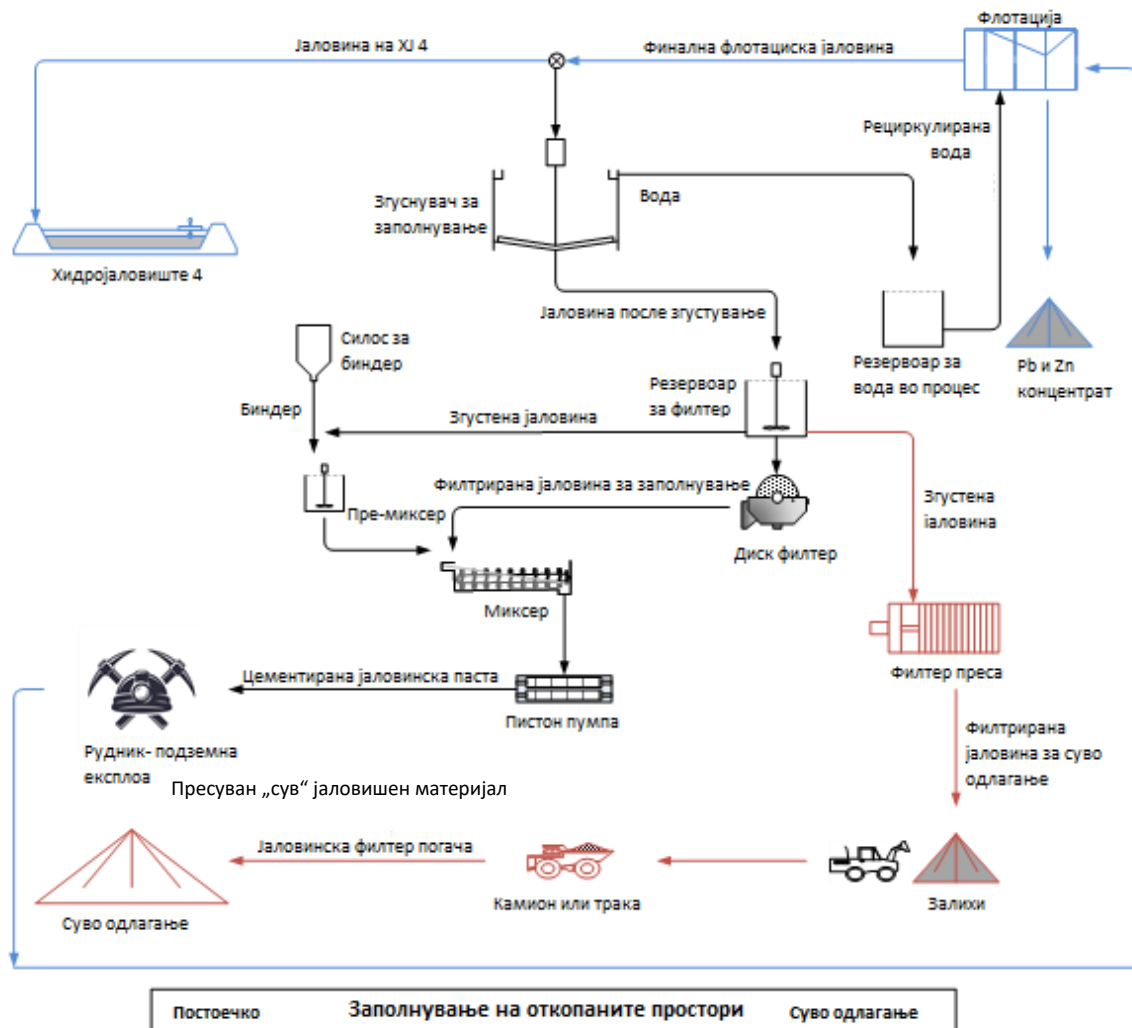 Флотација
Јаловина на ХЈ 4
Финална флотациска јаловина
Рециркулирана
вода
Згуснувач за
заполнување
Вода
Хидројаловиште 4
Јаловина после згустување
Силос за
биндер
Резервоар
за филтер
Резервоар за
вода во процес
Pb и Zn
концентрат
Биндер
Згустена јаловина
Филтрирана јаловина за заполнување
Пре-миксер
Згустена
јаловина
Диск филтер
Миксер
Филтер преса
Цементирана јаловинска паста
Пистон пумпа
Рудник- подземна
експлоа
Филтрирана
јаловина за суво
одлагање
Пресуван „сув“ јаловишен материјал
Јаловинска филтер погача
Камион или трака
Залихи
Суво одлагање
Постоечко Заполнување на откопаните простори Суво одлагање